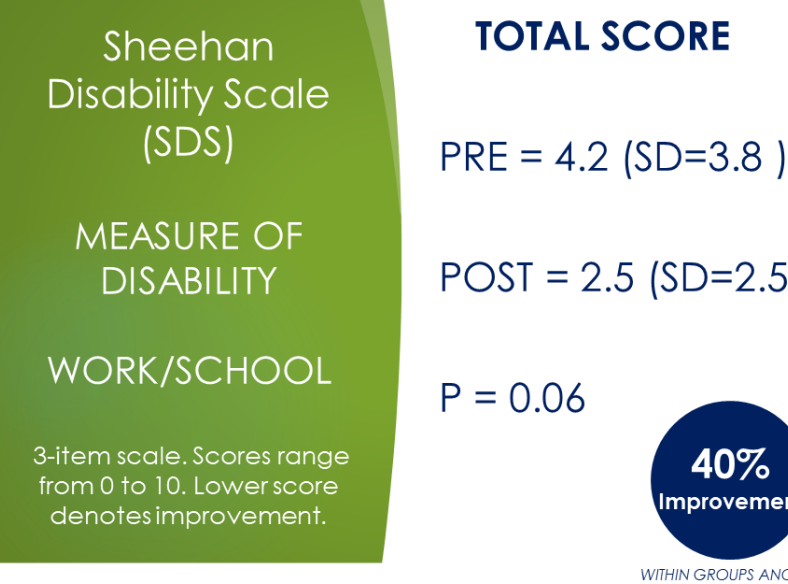 Sheehan
Disability Scale
(SDS)
MEASURE OF
DISABILITY
WORK/SCHOOL
3-item scale. Scores range
from 0 to 10. Lower score
denotes improvement.
TOTAL SCORE
PRE = 4.2 (SD=3.8 )
POST = 2.5 (SD=2.5
P = 0.06
40%
WITHIN GROUPS